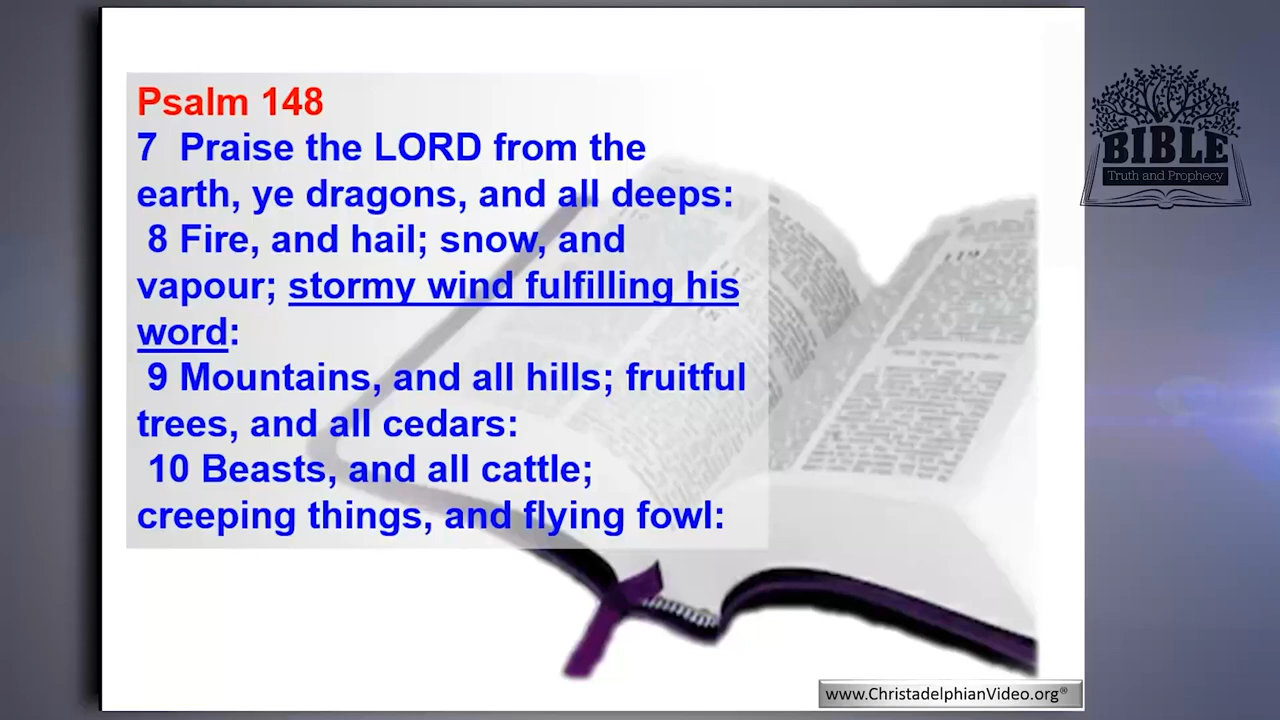 Psalm 148
7 Praise the LORD from the
earth, ye dragons, and all deeps:
8 Fire, and hail; snow, and
vapour; stormy wind fulfilling his
word:
9 Mountains, and all hills; fruitful
trees, and all cedars:
10 Beasts, and all cattle;
creeping things, and flying fowl:
BIBLE
Truth and Prophecy
119
www.ChristadelphianVideo.org®